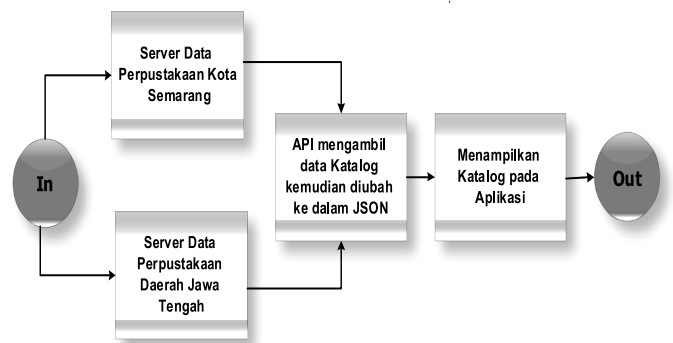 In
Server Data
Perpustakaan Kota
Semarang
Server Data
Perpustakaan
Daerah Jawa
Tengah
API mengambil
data Katalog
kemudian diubah
ke dalam JSON
Menampilkan
Katalog pada
Aplikasi
Out